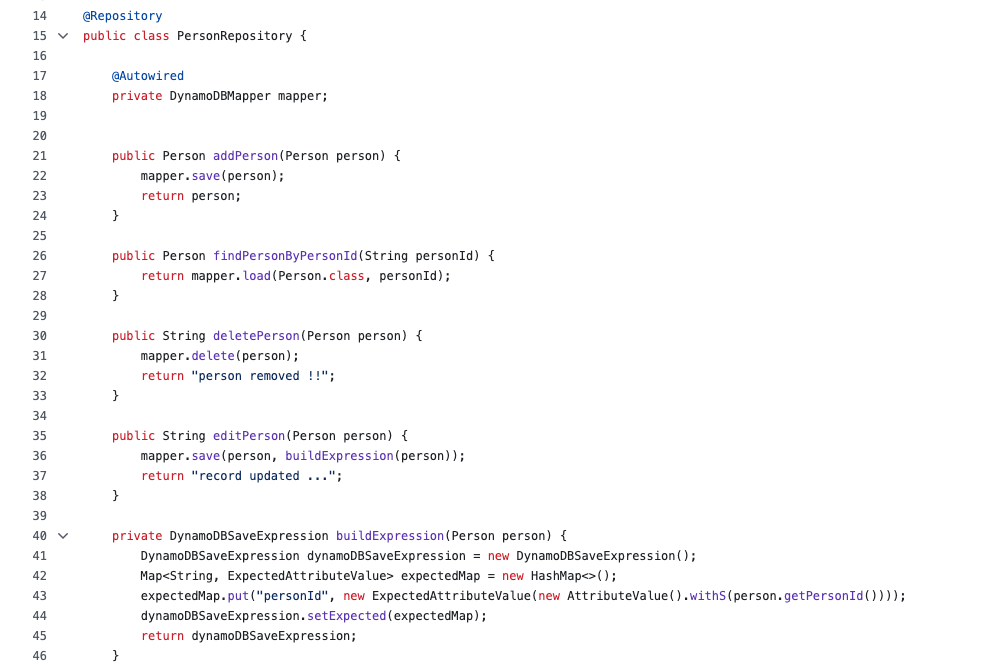 14 @Repository
15 public class PersonRepository {
16
17 @Autowired
18 private DynamoDBMapper mapper;
19
20
21 public Person addPerson(Person person) {
22 mapper.save(person);
23 return person;
24 }
25
26 public Person findPersonByPersonId(String personId) {
27 return mapper.load(Person.class, personId);
28 }
29
30 public String deletePerson(Person person) {
31 mapper.delete(person);
32 return "person removed !!";
33 }
34
35 public String editPerson(Person person) {
36 mapper.save(person, buildExpression(person));
37 return "record updated ...";
38 }
39
40 private DynamoDBSaveExpression buildExpression(Person person) {
41 DynamoDBSaveExpression dynamoDBSaveExpression = new DynamoDBSaveExpression();
42 Map<String, ExpectedAttributeValue> expectedMap = new HashMap<>();
43 expectedMap.put("personId", new ExpectedAttributeValue(new AttributeValue().withS(person.getPersonId())));
44 dynamoDBSaveExpression.setExpected(expectedMap);
45 return dynamoDBSaveExpression;
46 }